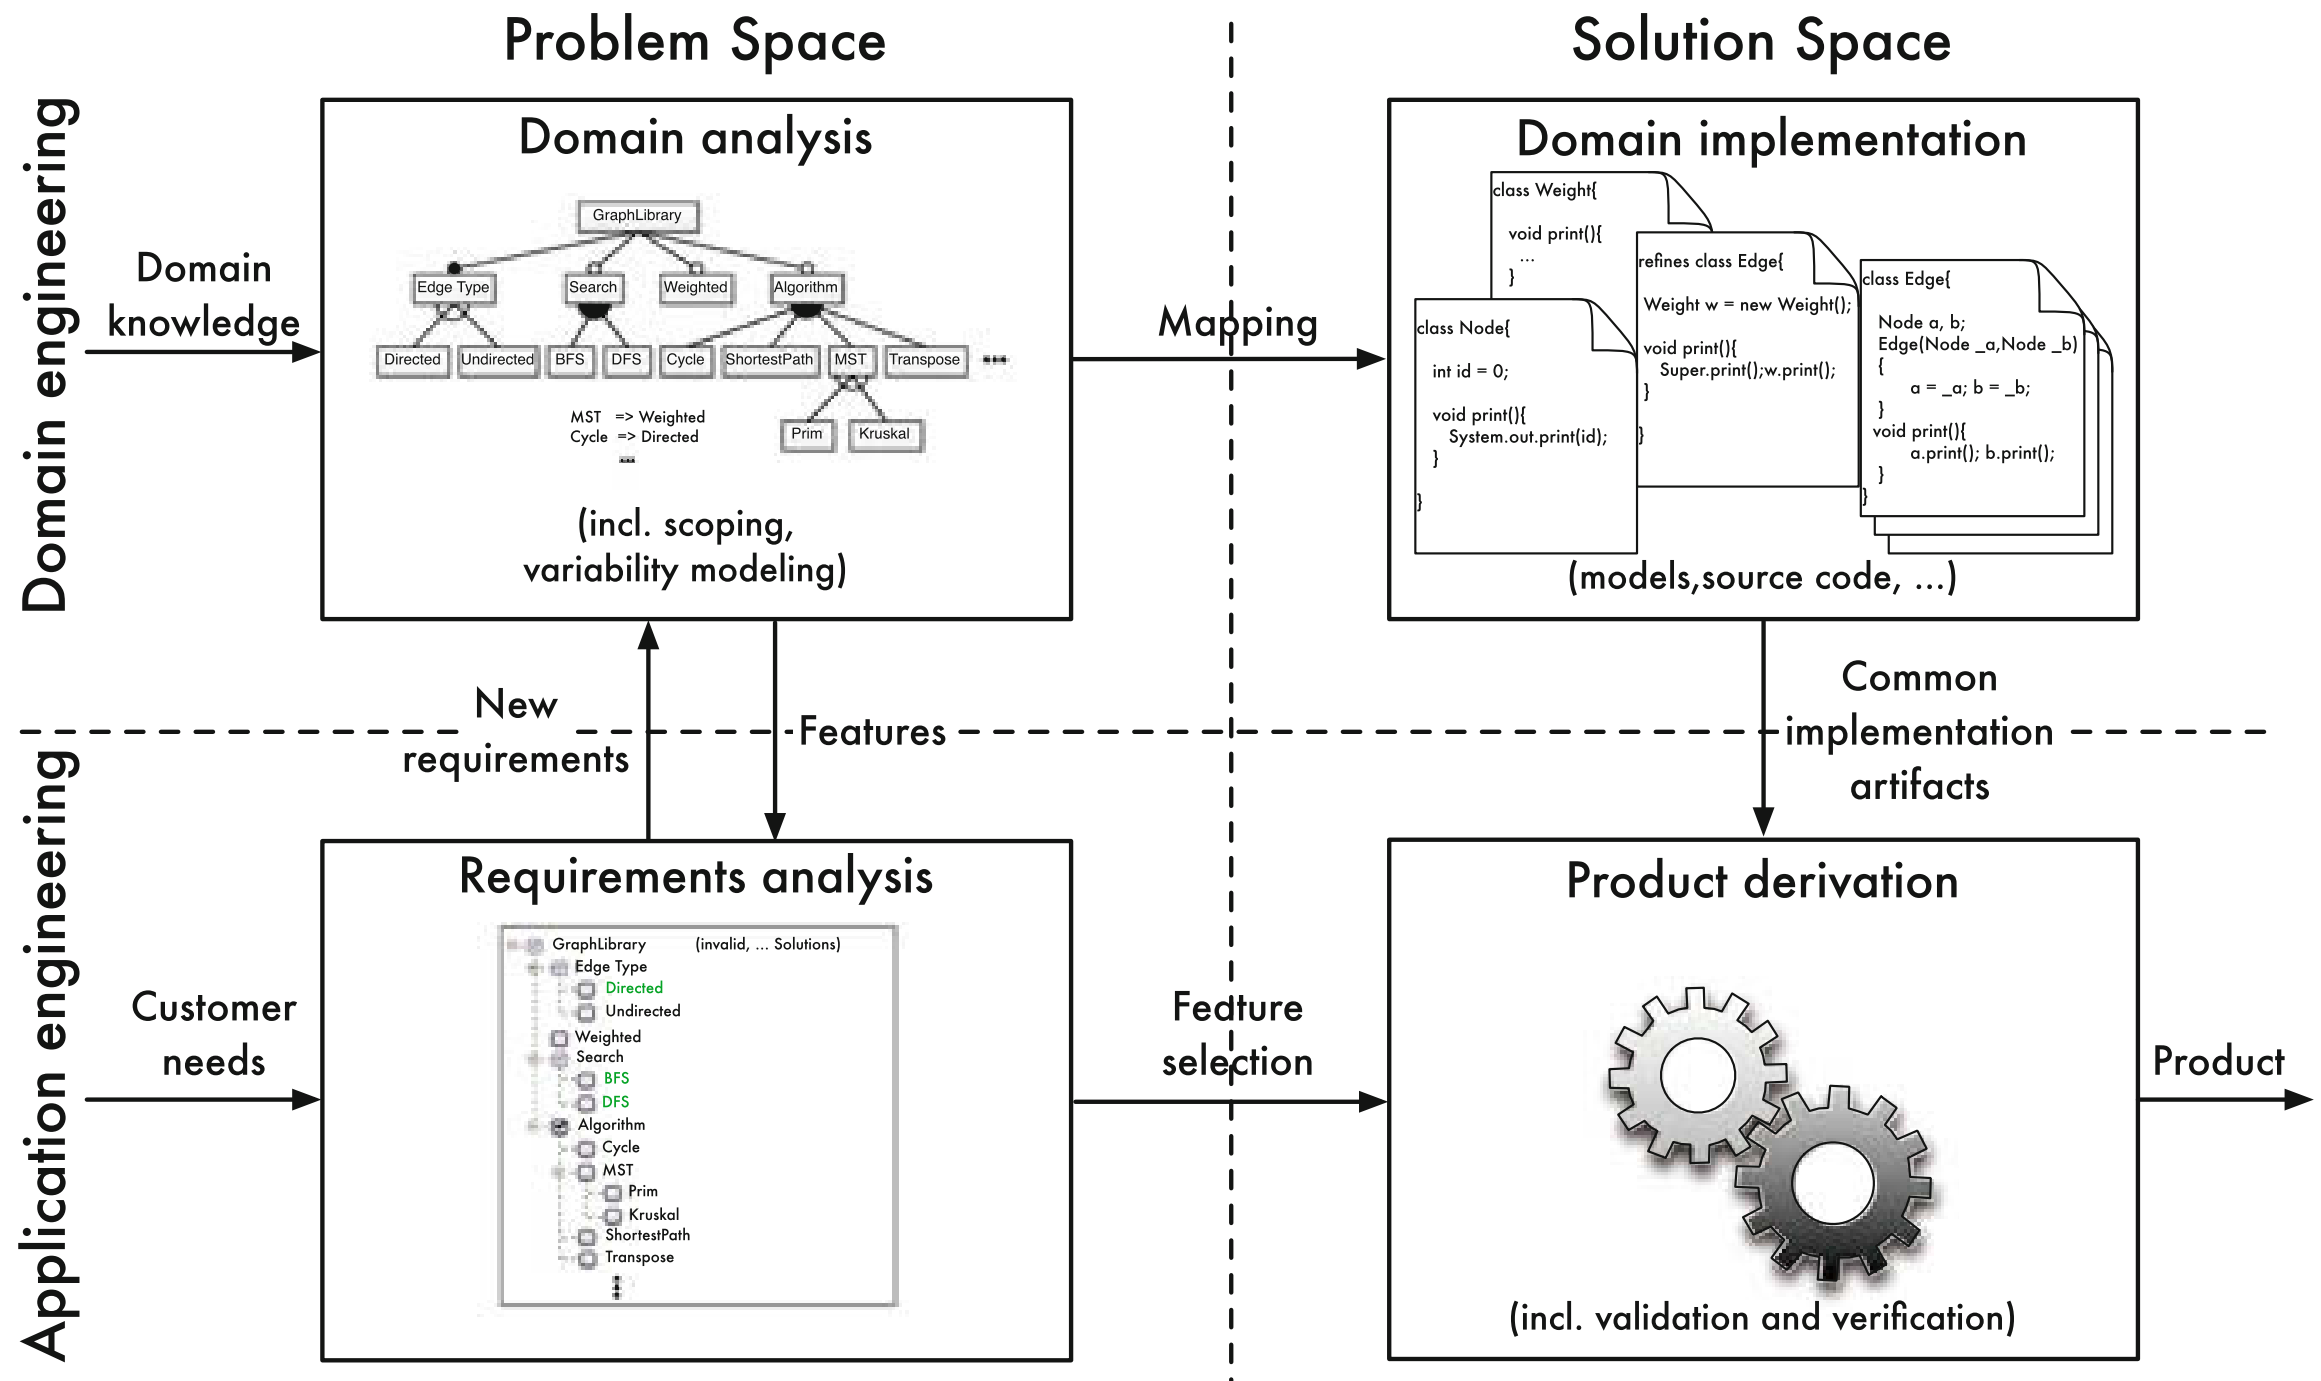 Problem Space
Solution Space
Domain engineering
Domain
knowledge
Domain analysis
GraphLibrary
Edge Type
Search
Weighted
Algorithm
Directed
Undirected
BFS
DFS
Cycle
ShortestPath
MST
Transpose
...
MST => Weighted
Cycle => Directed
...
Prim
Kruskal
(incl. scoping,
variability modeling)
Mapping
Domain implementation
class Weight{
void print(){
...
}
refines class Edge{
Weight w = new Weight();
void print(){
Super.print();w.print();
}
}
class Edge{
Node a, b;
Edge(Node _a,Node _b)
{
a = _a; b = _b;
}
void print(){
a.print(); b.print();
}
}
class Node{
int id = 0;
void print(){
System.out.print(id);
}
}
(models,source code, ...)
New
requirements
Features
Common
implementation
artifacts
Application engineering
Customer
needs
Requirements analysis
GraphLibrary (invalid, ... Solutions)
Edge Type
Directed
Undirected
Weighted
Search
BFS
DFS
Algorithm
Cycle
MST
Prim
Kruskal
ShortestPath
Transpose
Feature
selection
Product derivation
(incl. validation and verification)
Product